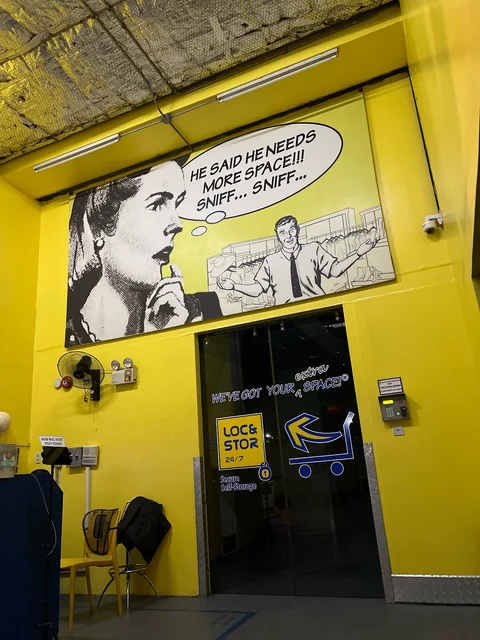 HE SAID HE NEEDS
MORE SPACE!!!
SNIFF... SNIFF...
WE'VE GOT YOUR extra SPACE!
LOC&
STOR
24/7
Secure
Self-Storage